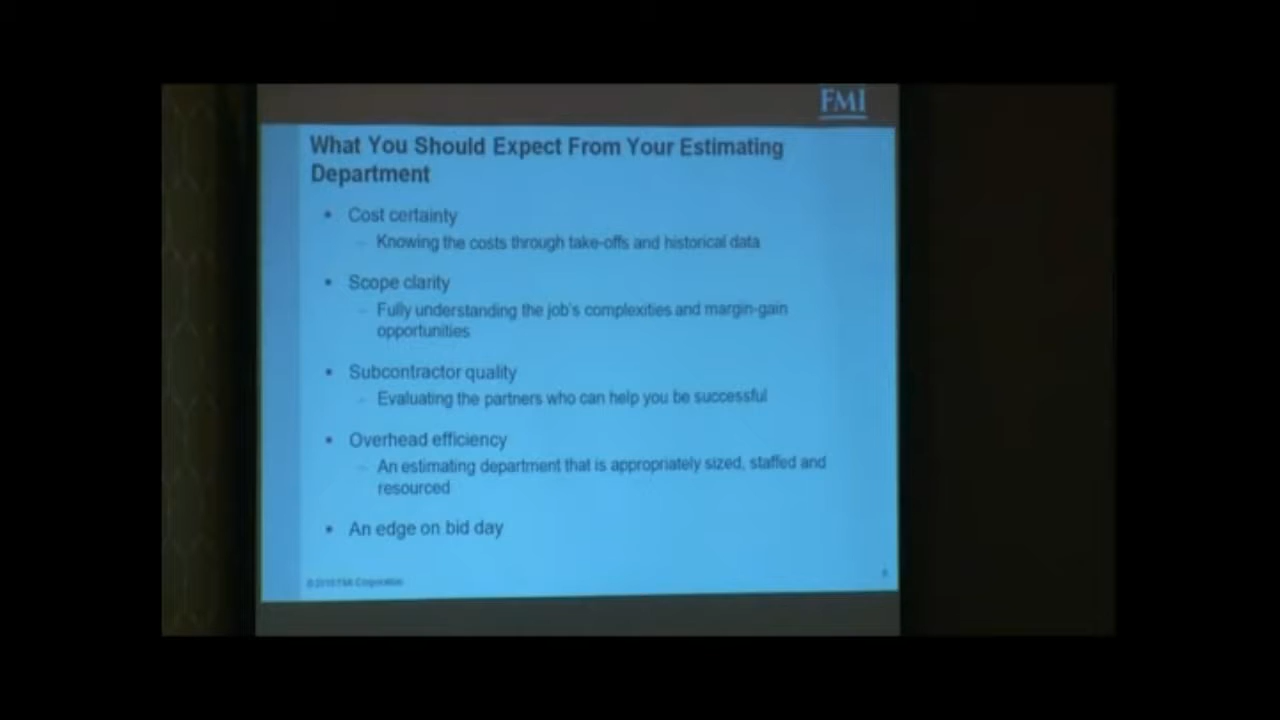 FMI
What You Should Expect From Your Estimating
Department
• Cost certainty
– Knowing the costs through take-offs and historical data
• Scope clarity
– Fully understanding the job's complexities and margin-gain
opportunities
• Subcontractor quality
– Evaluating the partners who can help you be successful
• Overhead efficiency
– An estimating department that is appropriately sized, staffed and
resourced
• An edge on bid day
FMI Corporation